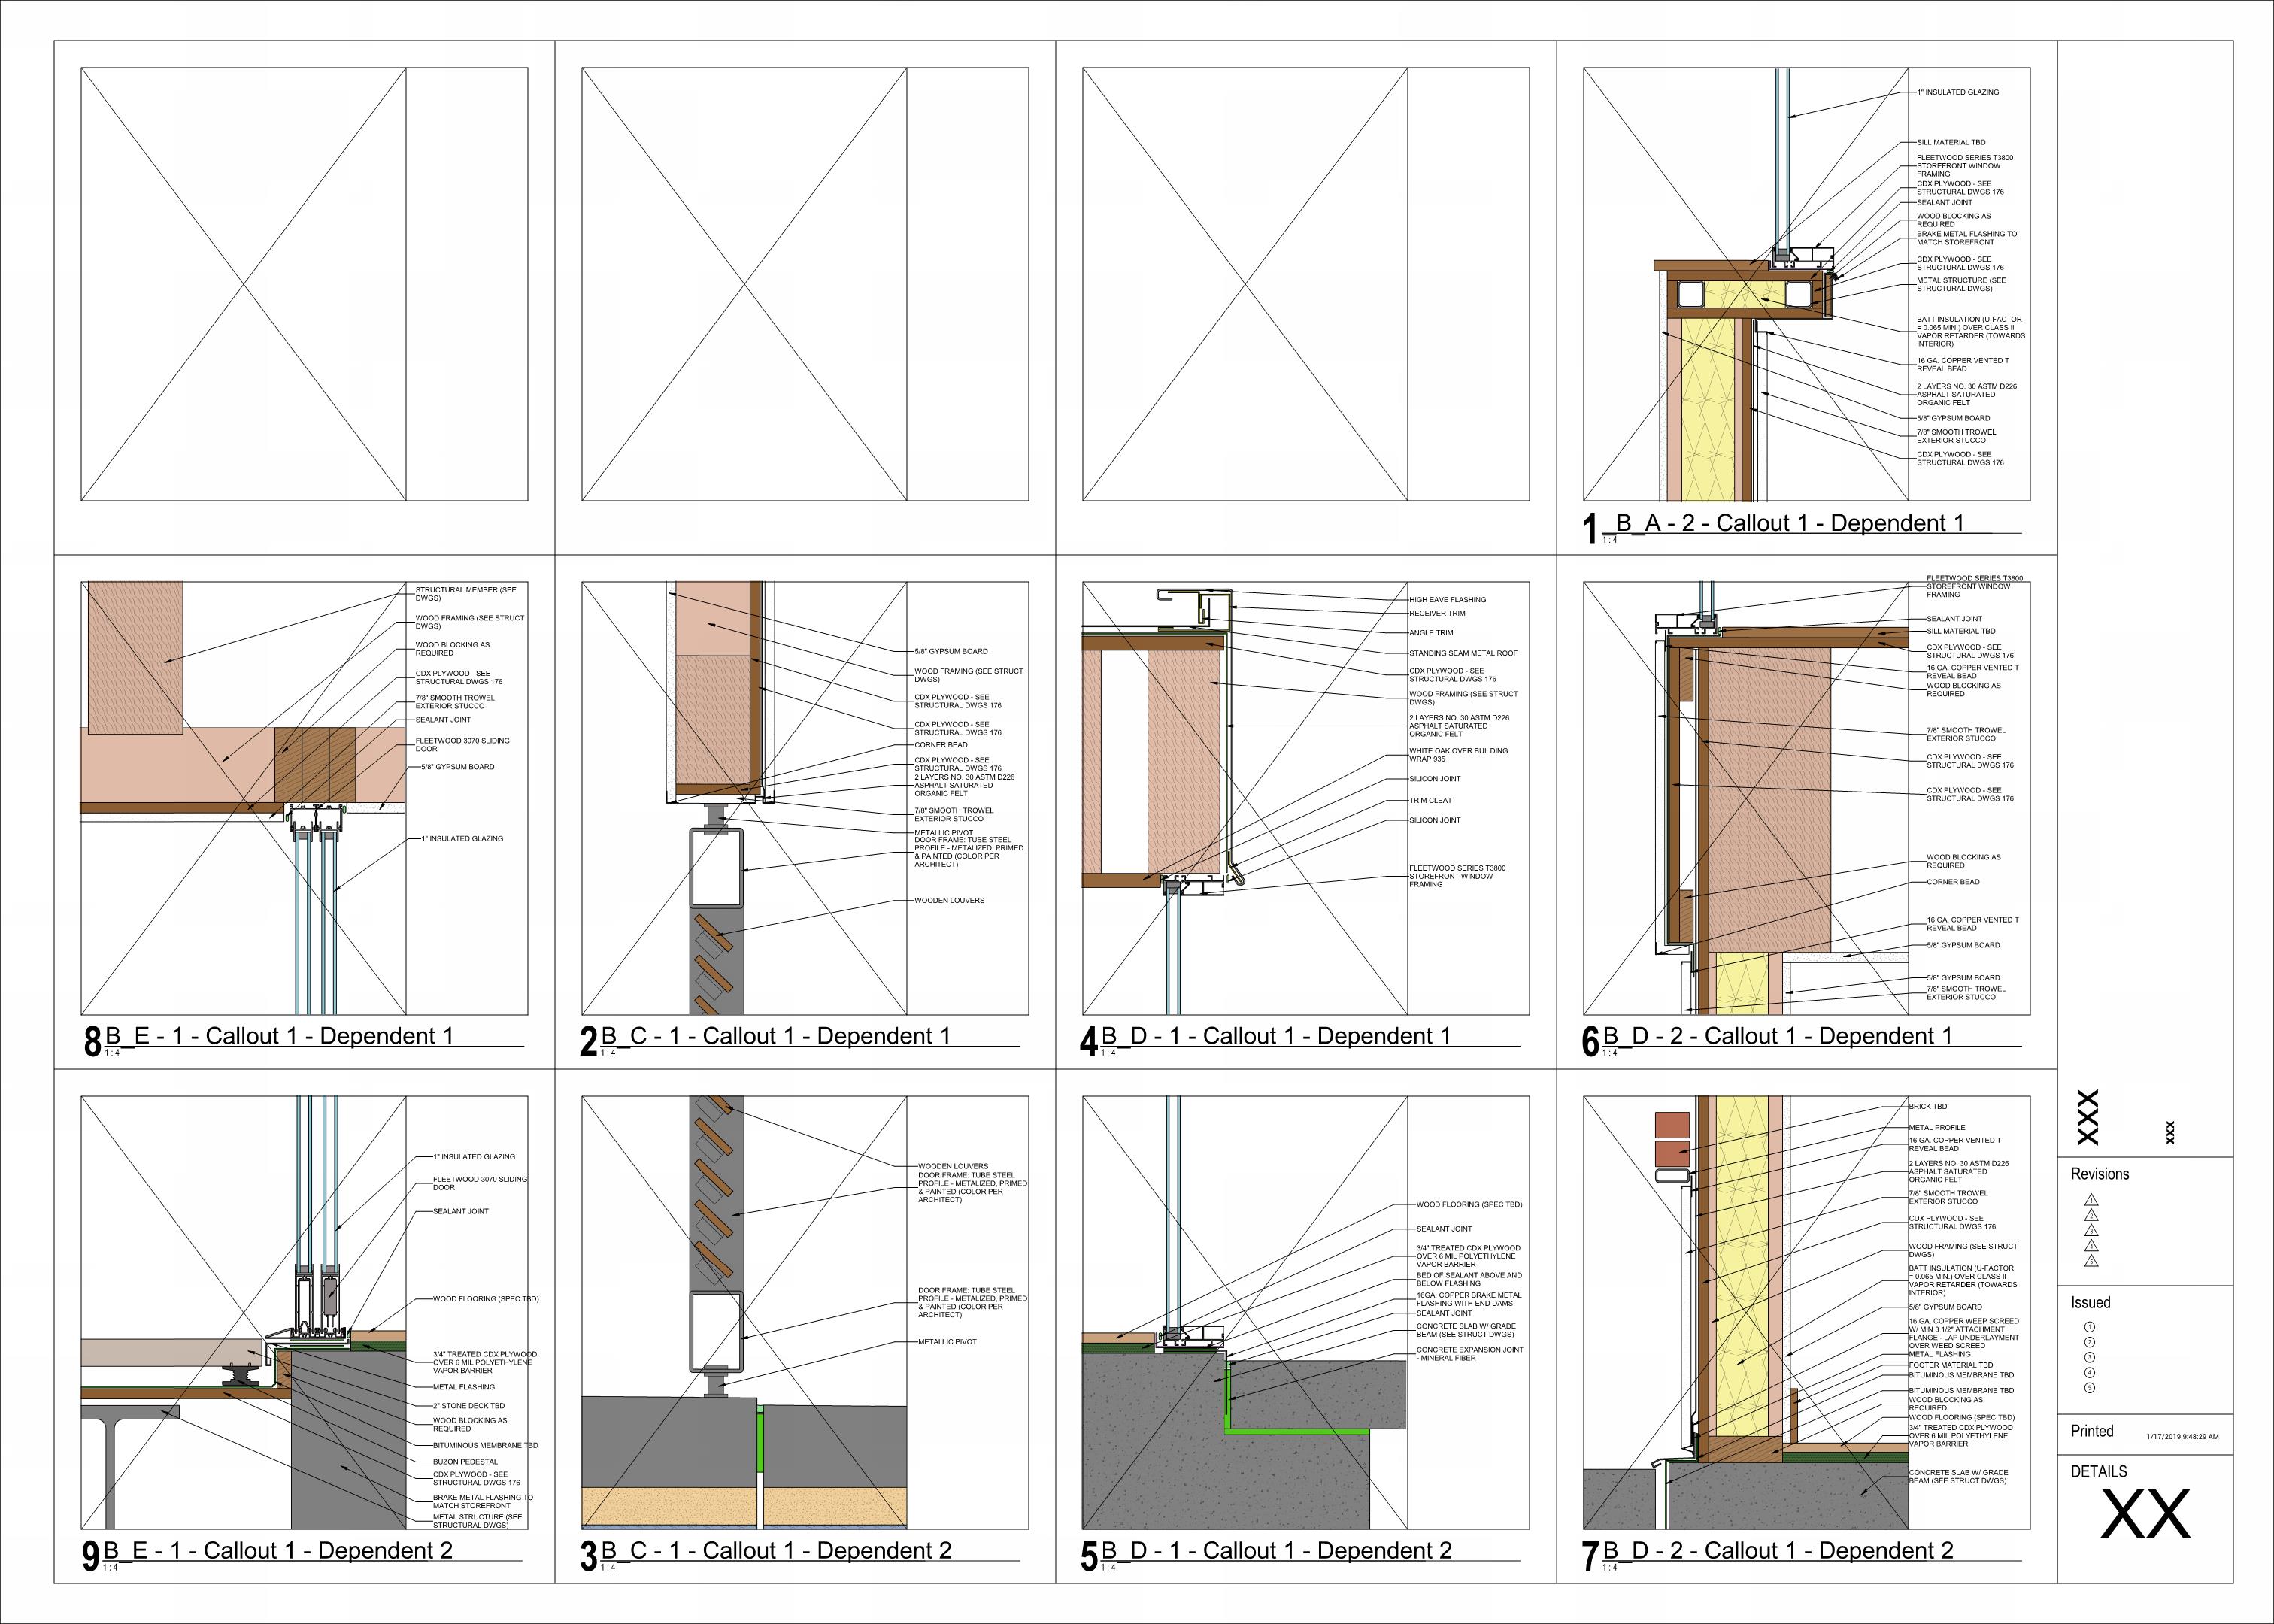 1" INSULATED GLAZING
SILL MATERIAL TBD
FLEETWOOD SERIES T3800
STOREFRONT WINDOW
FRAMING
CDX PLYWOOD - SEE
STRUCTURAL DWGS 176
SEALANT JOINT
WOOD BLOCKING AS
REQUIRED
BRAKE METAL FLASHING TO
MATCH STOREFRONT
CDX PLYWOOD - SEE
STRUCTURAL DWGS 176
METAL STRUCTURE (SEE
STRUCTURAL DWGS)
BATT INSULATION (U-FACTOR
= 0.065 MIN.) OVER CLASS II
VAPOR RETARDER (TOWARDS
INTERIOR)
16 GA. COPPER VENTED T
REVEAL BEAD
2 LAYERS NO. 30 ASTM D226
ASPHALT SATURATED
ORGANIC FELT
5/8" GYPSUM BOARD
7/8" SMOOTH TROWEL
EXTERIOR STUCCO
CDX PLYWOOD - SEE
STRUCTURAL DWGS 176
1 B_A - 2 - Callout 1 - Dependent 1
1 : 4
STRUCTURAL MEMBER (SEE
DWGS)
WOOD FRAMING (SEE STRUCT
DWGS)
WOOD BLOCKING AS
REQUIRED
CDX PLYWOOD - SEE
STRUCTURAL DWGS 176
7/8" SMOOTH TROWEL
EXTERIOR STUCCO
SEALANT JOINT
FLEETWOOD 3070 SLIDING
DOOR
5/8" GYPSUM BOARD
1" INSULATED GLAZING
8 B_E - 1 - Callout 1 - Dependent 1
1 : 4
5/8" GYPSUM BOARD
WOOD FRAMING (SEE STRUCT
DWGS)
CDX PLYWOOD - SEE
STRUCTURAL DWGS 176
CDX PLYWOOD - SEE
STRUCTURAL DWGS 176
CORNER BEAD
CDX PLYWOOD - SEE
STRUCTURAL DWGS 176
2 LAYERS NO. 30 ASTM D226
ASPHALT SATURATED
ORGANIC FELT
7/8" SMOOTH TROWEL
EXTERIOR STUCCO
METALLIC PIVOT
DOOR FRAME: TUBE STEEL
PROFILE - METALIZED, PRIMED
& PAINTED (COLOR PER
ARCHITECT)
WOODEN LOUVERS
2 B_C - 1 - Callout 1 - Dependent 1
1 : 4
HIGH EAVE FLASHING
RECEIVER TRIM
ANGLE TRIM
STANDING SEAM METAL ROOF
CDX PLYWOOD - SEE
STRUCTURAL DWGS 176
WOOD FRAMING (SEE STRUCT
DWGS)
2 LAYERS NO. 30 ASTM D226
ASPHALT SATURATED
ORGANIC FELT
WHITE OAK OVER BUILDING
WRAP 935
SILICON JOINT
TRIM CLEAT
SILICON JOINT
FLEETWOOD SERIES T3800
STOREFRONT WINDOW
FRAMING
4 B_D - 1 - Callout 1 - Dependent 1
1 : 4
FLEETWOOD SERIES T3800
STOREFRONT WINDOW
FRAMING
SEALANT JOINT
SILL MATERIAL TBD
CDX PLYWOOD - SEE
STRUCTURAL DWGS 176
16 GA. COPPER VENTED T
REVEAL BEAD
WOOD BLOCKING AS
REQUIRED
7/8" SMOOTH TROWEL
EXTERIOR STUCCO
CDX PLYWOOD - SEE
STRUCTURAL DWGS 176
CDX PLYWOOD - SEE
STRUCTURAL DWGS 176
WOOD BLOCKING AS
REQUIRED
CORNER BEAD
16 GA. COPPER VENTED T
REVEAL BEAD
5/8" GYPSUM BOARD
5/8" GYPSUM BOARD
7/8" SMOOTH TROWEL
EXTERIOR STUCCO
6 B_D - 2 - Callout 1 - Dependent 1
1 : 4
1" INSULATED GLAZING
FLEETWOOD 3070 SLIDING
DOOR
SEALANT JOINT
WOOD FLOORING (SPEC TBD)
3/4" TREATED CDX PLYWOOD
OVER 6 MIL POLYETHYLENE
VAPOR BARRIER
METAL FLASHING
2" STONE DECK TBD
WOOD BLOCKING AS
REQUIRED
BITUMINOUS MEMBRANE TBD
BUZON PEDESTAL
CDX PLYWOOD - SEE
STRUCTURAL DWGS 176
BRAKE METAL FLASHING TO
MATCH STOREFRONT
METAL STRUCTURE (SEE
STRUCTURAL DWGS)
9 B_E - 1 - Callout 1 - Dependent 2
1 : 4
WOODEN LOUVERS
DOOR FRAME: TUBE STEEL
PROFILE - METALIZED, PRIMED
& PAINTED (COLOR PER
ARCHITECT)
DOOR FRAME: TUBE STEEL
PROFILE - METALIZED, PRIMED
& PAINTED (COLOR PER
ARCHITECT)
METALLIC PIVOT
3 B_C - 1 - Callout 1 - Dependent 2
1 : 4
WOOD FLOORING (SPEC TBD)
SEALANT JOINT
3/4" TREATED CDX PLYWOOD
OVER 6 MIL POLYETHYLENE
VAPOR BARRIER
BED OF SEALANT ABOVE AND
BELOW FLASHING
16GA. COPPER BRAKE METAL
FLASHING WITH END DAMS
SEALANT JOINT
CONCRETE SLAB W/ GRADE
BEAM (SEE STRUCT DWGS)
CONCRETE EXPANSION JOINT
- MINERAL FIBER
5 B_D - 1 - Callout 1 - Dependent 2
1 : 4
BRICK TBD
METAL PROFILE
16 GA. COPPER VENTED T
REVEAL BEAD
2 LAYERS NO. 30 ASTM D226
ASPHALT SATURATED
ORGANIC FELT
7/8" SMOOTH TROWEL
EXTERIOR STUCCO
CDX PLYWOOD - SEE
STRUCTURAL DWGS 176
WOOD FRAMING (SEE STRUCT
DWGS)
BATT INSULATION (U-FACTOR
= 0.065 MIN.) OVER CLASS II
VAPOR RETARDER (TOWARDS
INTERIOR)
5/8" GYPSUM BOARD
16 GA. COPPER WEEP SCREED
W/ MIN 3 1/2" ATTACHMENT
FLANGE - LAP UNDERLAYMENT
OVER WEED SCREED
METAL FLASHING
FOOTER MATERIAL TBD
BITUMINOUS MEMBRANE TBD
BITUMINOUS MEMBRANE TBD
WOOD BLOCKING AS
REQUIRED
WOOD FLOORING (SPEC TBD)
3/4" TREATED CDX PLYWOOD
OVER 6 MIL POLYETHYLENE
VAPOR BARRIER
CONCRETE SLAB W/ GRADE
BEAM (SEE STRUCT DWGS)
7 B_D - 2 - Callout 1 - Dependent 2
1 : 4
XXX
xxx
Revisions
1
2
3
4
5
Issued
1
2
3
4
5
Printed 1/17/2019 9:48:29 AM
DETAILS
XX